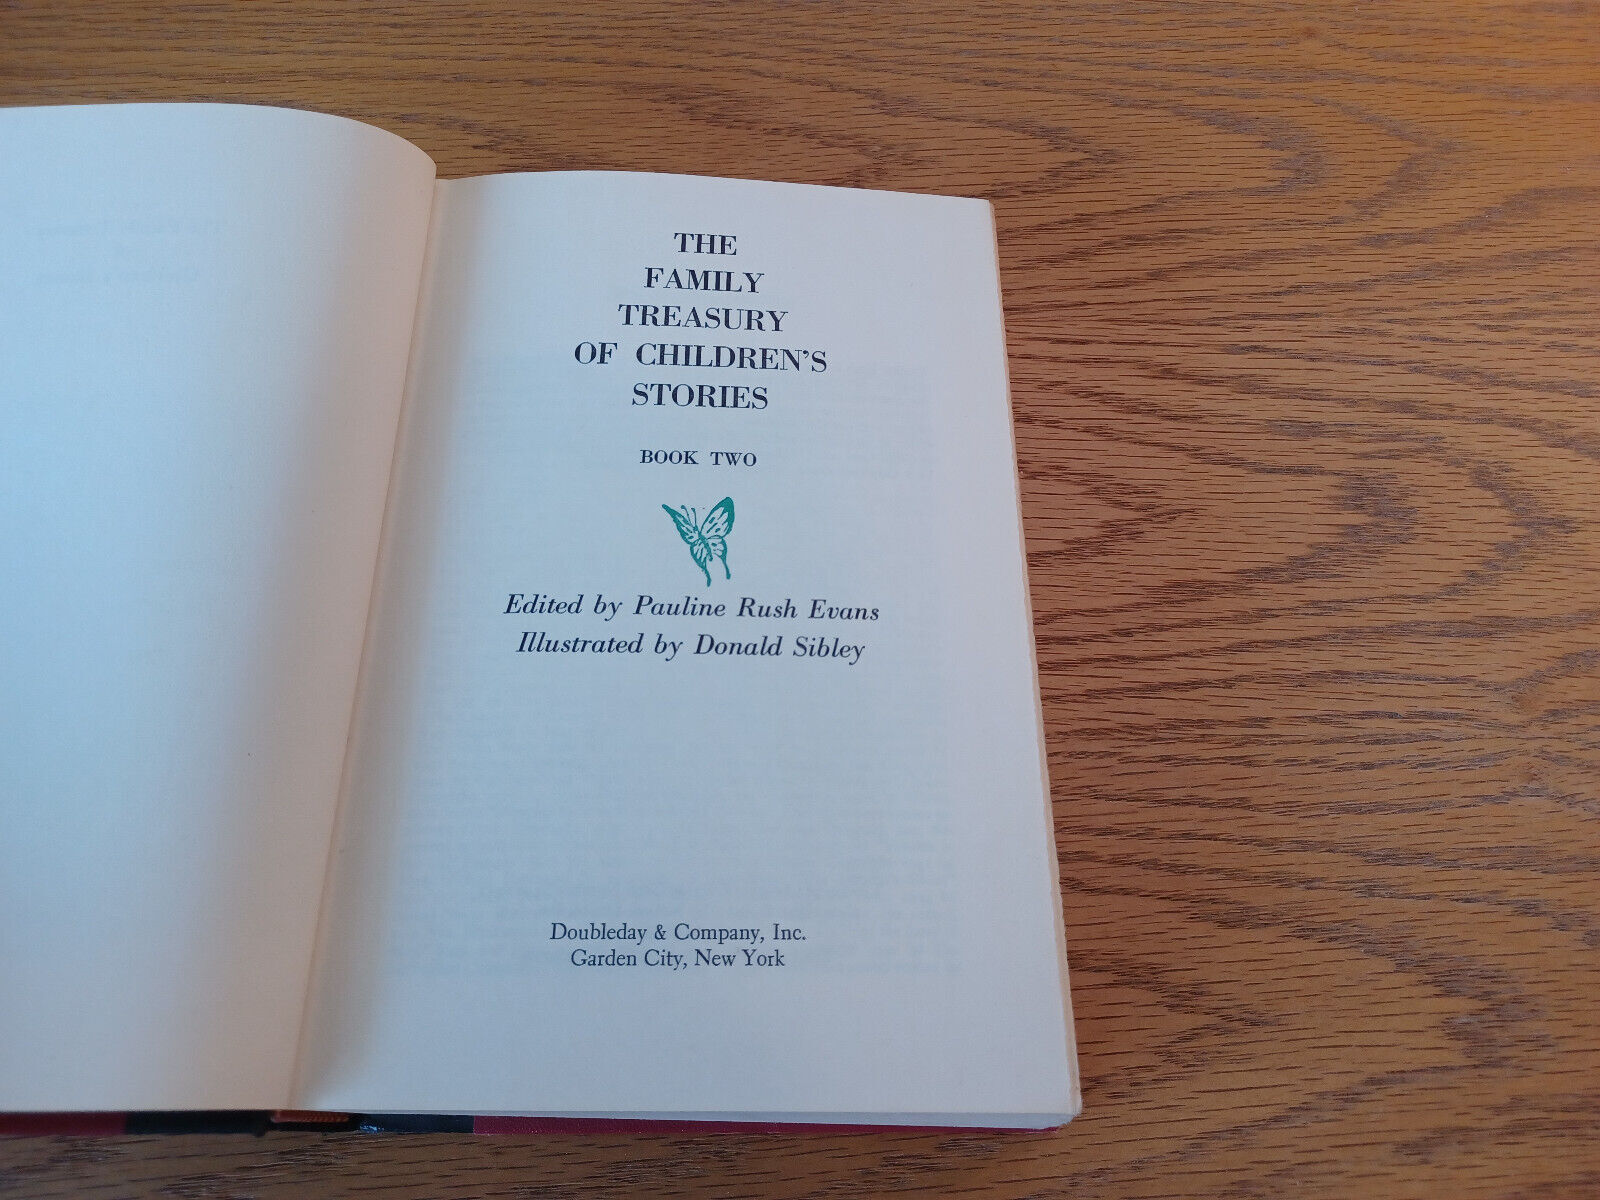 THE
FAMILY
TREASURY
OF CHILDREN'S
STORIES
BOOK TWO
Edited by Pauline Rush Evans
Illustrated by Donald Sibley
Doubleday & Company, Inc.
Garden City, New York